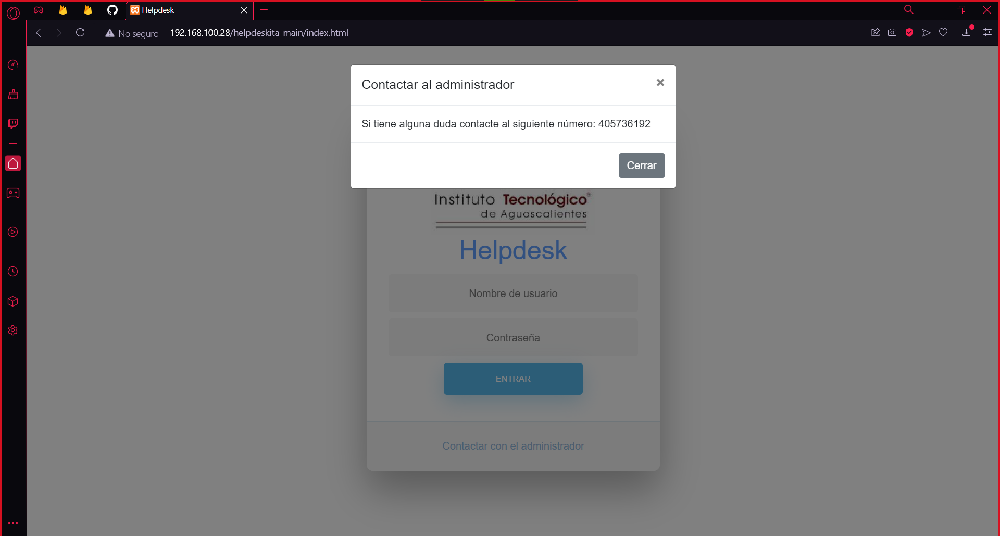 Helpdesk
No seguro 192.168.100.28/helpdeskita-main/index.html
Contactar al administrador ×
Si tiene alguna duda contacte al siguiente número: 405736192
Cerrar
Instituto Tecnológico®
de Aguascalientes
Helpdesk
Nombre de usuario
Contraseña
ENTRAR
Contactar con el administrador